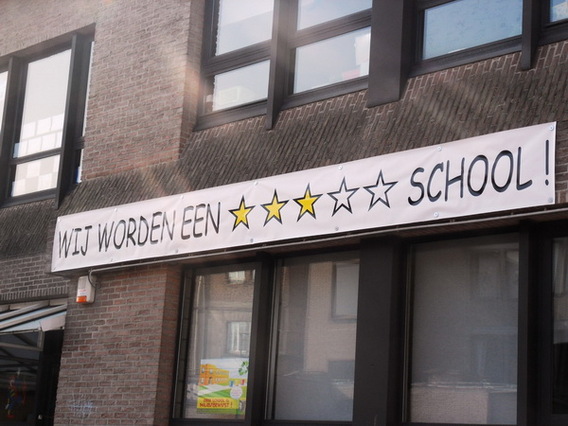 WIJ WORDEN EEN ★★★☆☆ SCHOOL!